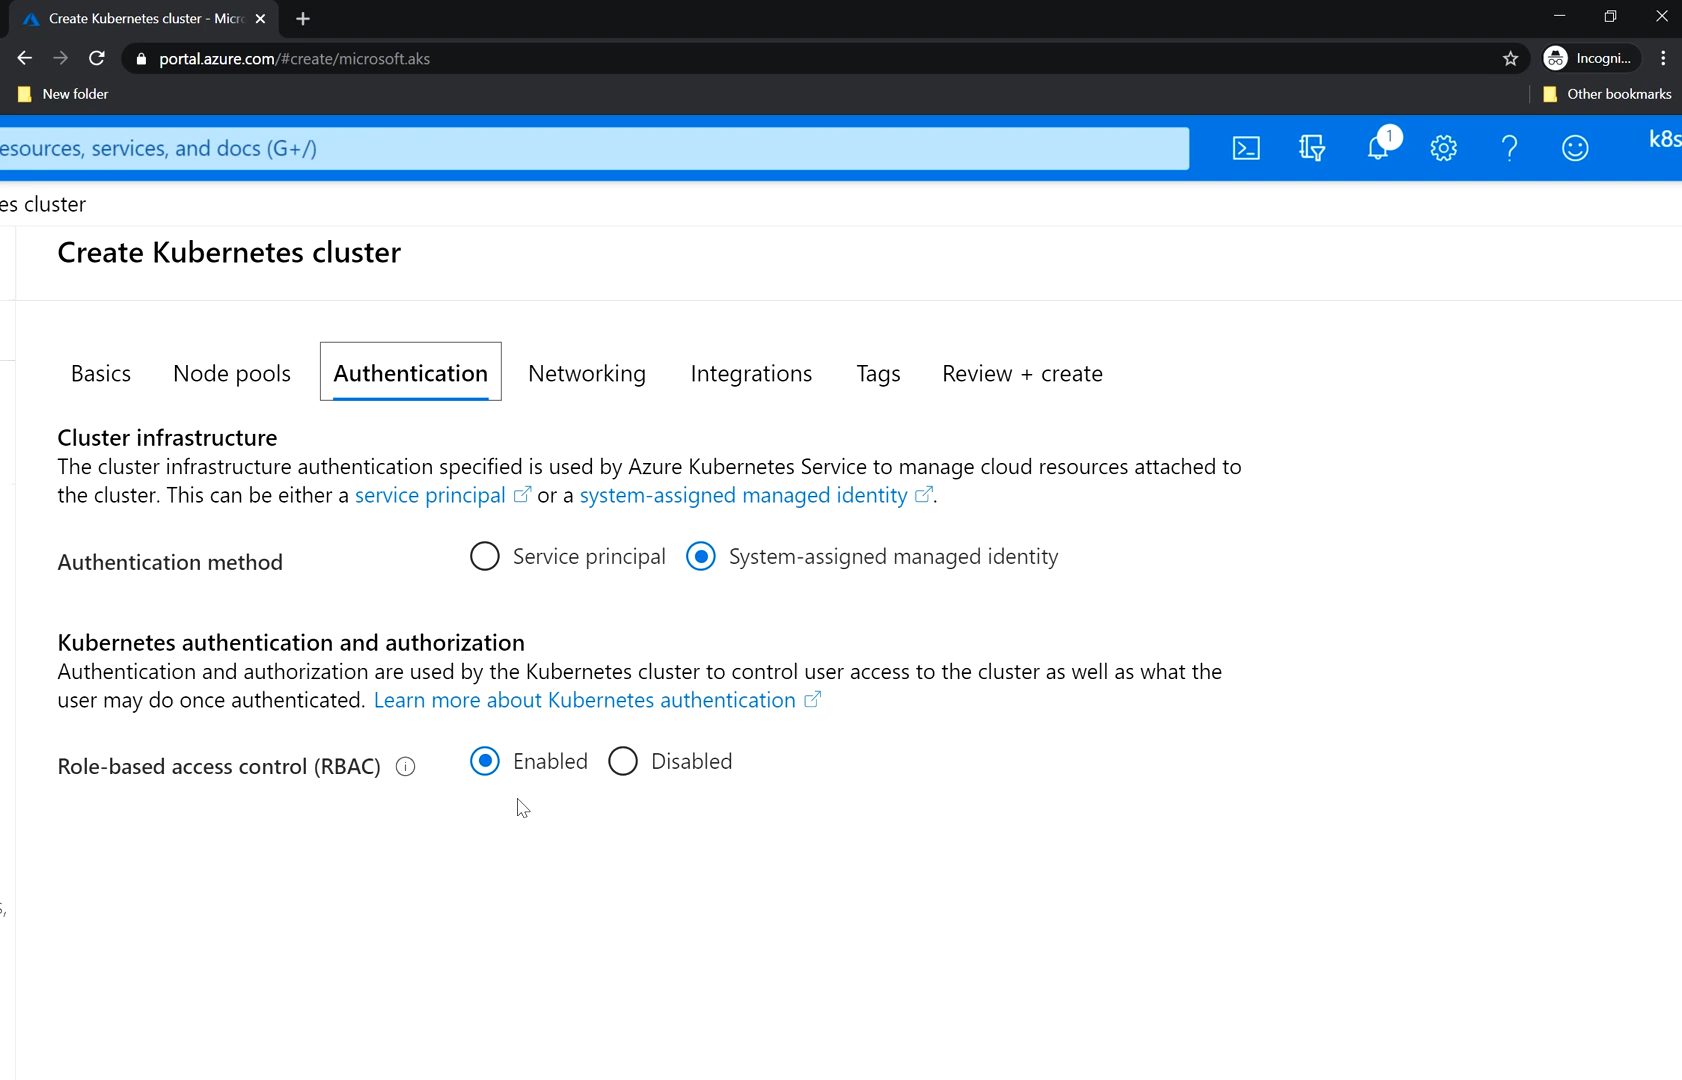 Create Kubernetes cluster - Micr
portal.azure.com/#create/microsoft.aks
Incogni...
New folder
Other bookmarks
esources, services, and docs (G+/)
1
k8s
es cluster
Create Kubernetes cluster
Basics Node pools Authentication Networking Integrations Tags Review + create
Cluster infrastructure
The cluster infrastructure authentication specified is used by Azure Kubernetes Service to manage cloud resources attached to
the cluster. This can be either a service principal or a system-assigned managed identity.
Authentication method Service principal System-assigned managed identity
Kubernetes authentication and authorization
Authentication and authorization are used by the Kubernetes cluster to control user access to the cluster as well as what the
user may do once authenticated. Learn more about Kubernetes authentication
Role-based access control (RBAC) Enabled Disabled
s,